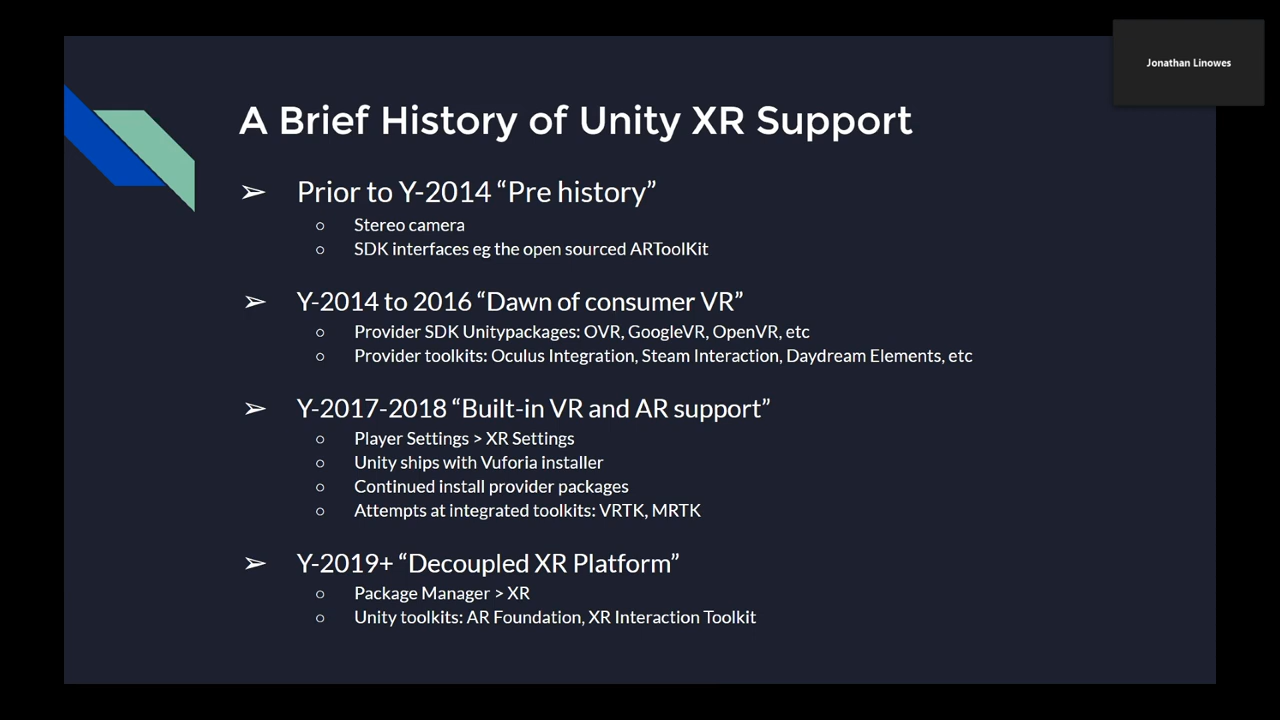 Jonathan Linowes
A Brief History of Unity XR Support
➢ Prior to Y-2014 “Pre history”
○ Stereo camera
○ SDK interfaces eg the open sourced ARToolKit
➢ Y-2014 to 2016 “Dawn of consumer VR”
○ Provider SDK Unitypackages: OVR, GoogleVR, OpenVR, etc
○ Provider toolkits: Oculus Integration, Steam Interaction, Daydream Elements, etc
➢ Y-2017-2018 “Built-in VR and AR support”
○ Player Settings > XR Settings
○ Unity ships with Vuforia installer
○ Continued install provider packages
○ Attempts at integrated toolkits: VRTK, MRTK
➢ Y-2019+ “Decoupled XR Platform”
○ Package Manager > XR
○ Unity toolkits: AR Foundation, XR Interaction Toolkit